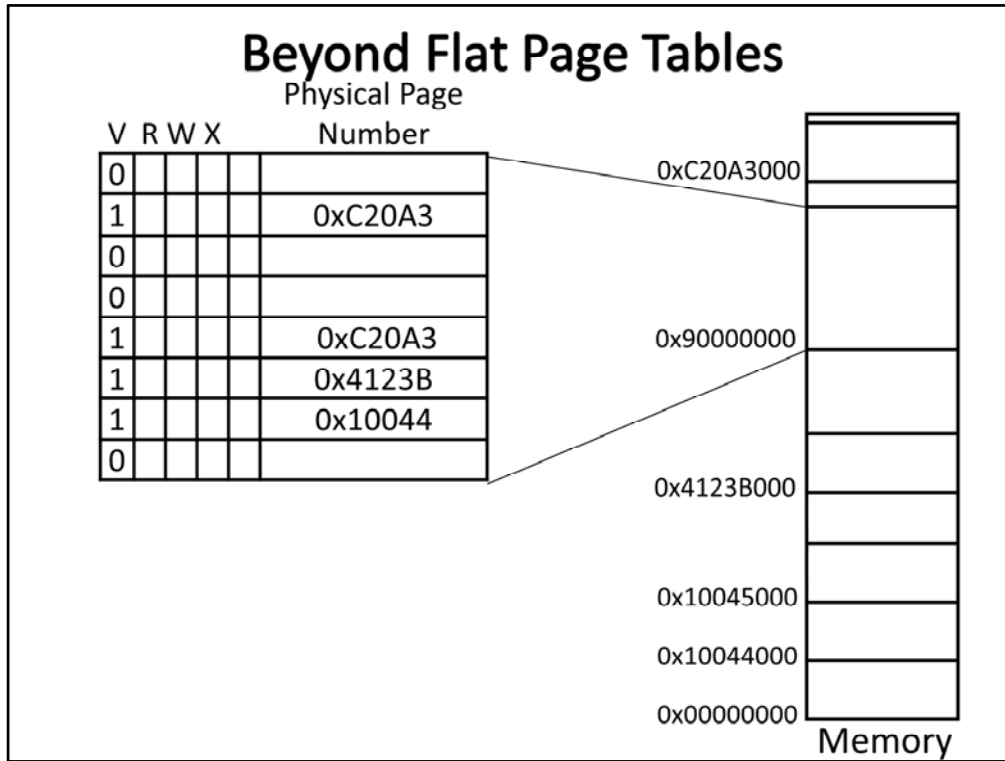 Beyond Flat Page Tables
Physical Page
V R W X Number
0
1 0xC20A3
0
0
1 0xC20A3
1 0x4123B
1 0x10044
0
0xC20A3000
0x90000000
0x4123B000
0x10045000
0x10044000
0x00000000
Memory